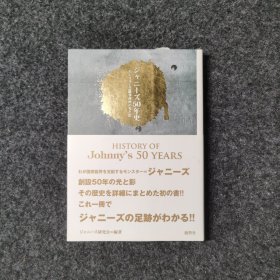 ジャニーズ50年史
HISTORY OF
Johnny's 50 YEARS
わが国芸能界を支配するモンスター=ジャニーズ
創設50年の光と影
その歴史を詳細にまとめた初の書!!
これ一冊で
ジャニーズの足跡がわかる!!
ジャニーズ研究会=編著
鹿砦社